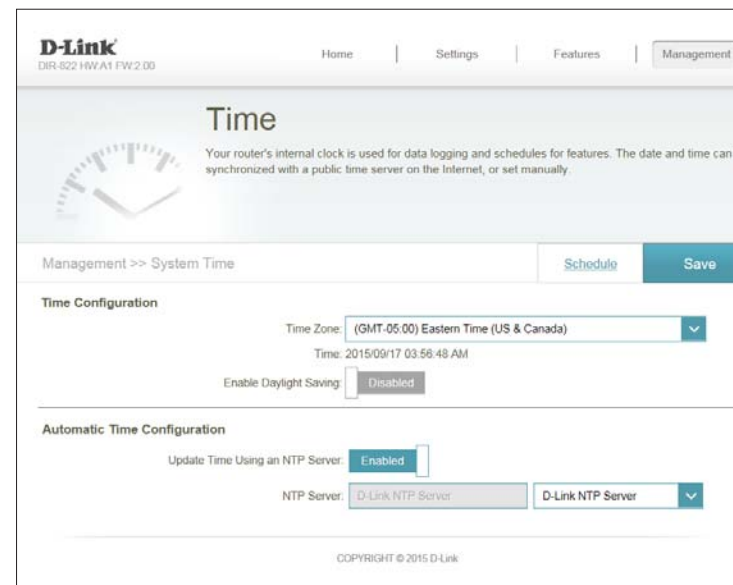 D-Link
DIR-822 HW:A1 FW:2.00
Home | Settings | Features | Management
Time
Your router's internal clock is used for data logging and schedules for features. The date and time can
synchronized with a public time server on the Internet, or set manually.
Management >> System Time
Schedule
Save
Time Configuration
Time Zone: (GMT-05:00) Eastern Time (US & Canada)
Time: 2015/09/17 03:56:48 AM
Enable Daylight Saving: Disabled
Automatic Time Configuration
Update Time Using an NTP Server: Enabled
NTP Server: D-Link NTP Server D-Link NTP Server
COPYRIGHT © 2015 D-Link